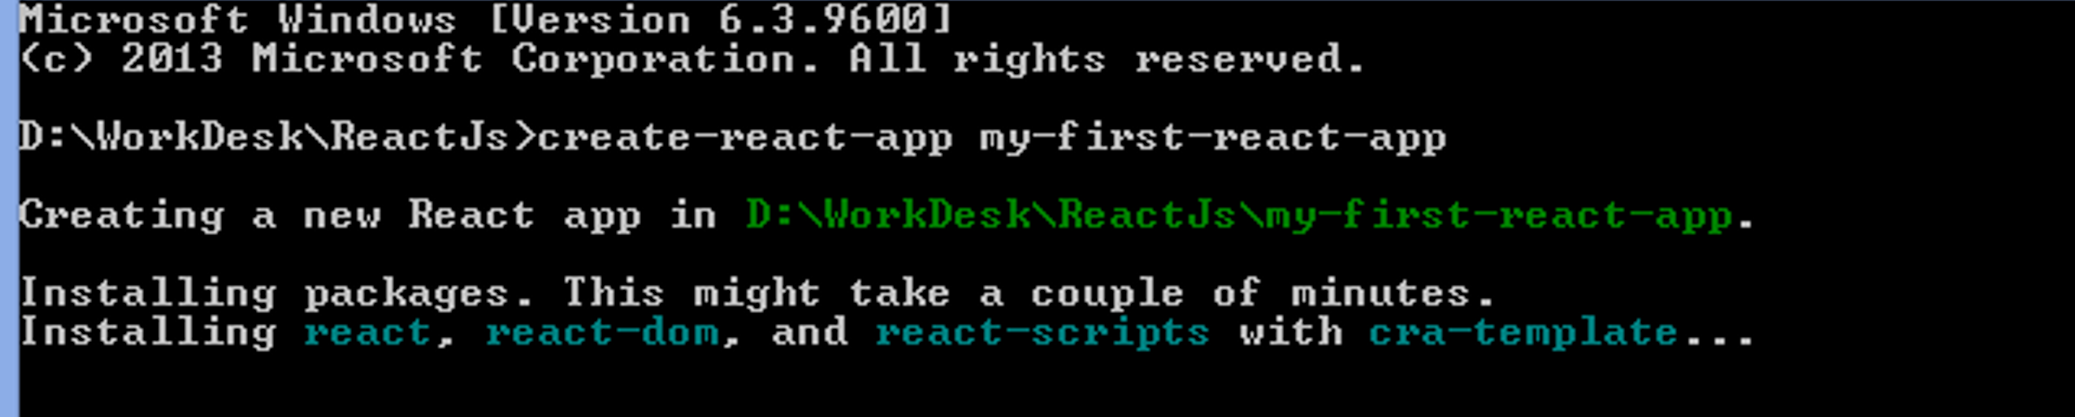 Microsoft Windows [Version 6.3.9600]
(c) 2013 Microsoft Corporation. All rights reserved.
D:\WorkDesk\ReactJs>create-react-app my-first-react-app
Creating a new React app in D:\WorkDesk\ReactJs\my-first-react-app.
Installing packages. This might take a couple of minutes.
Installing react, react-dom, and react-scripts with cra-template...